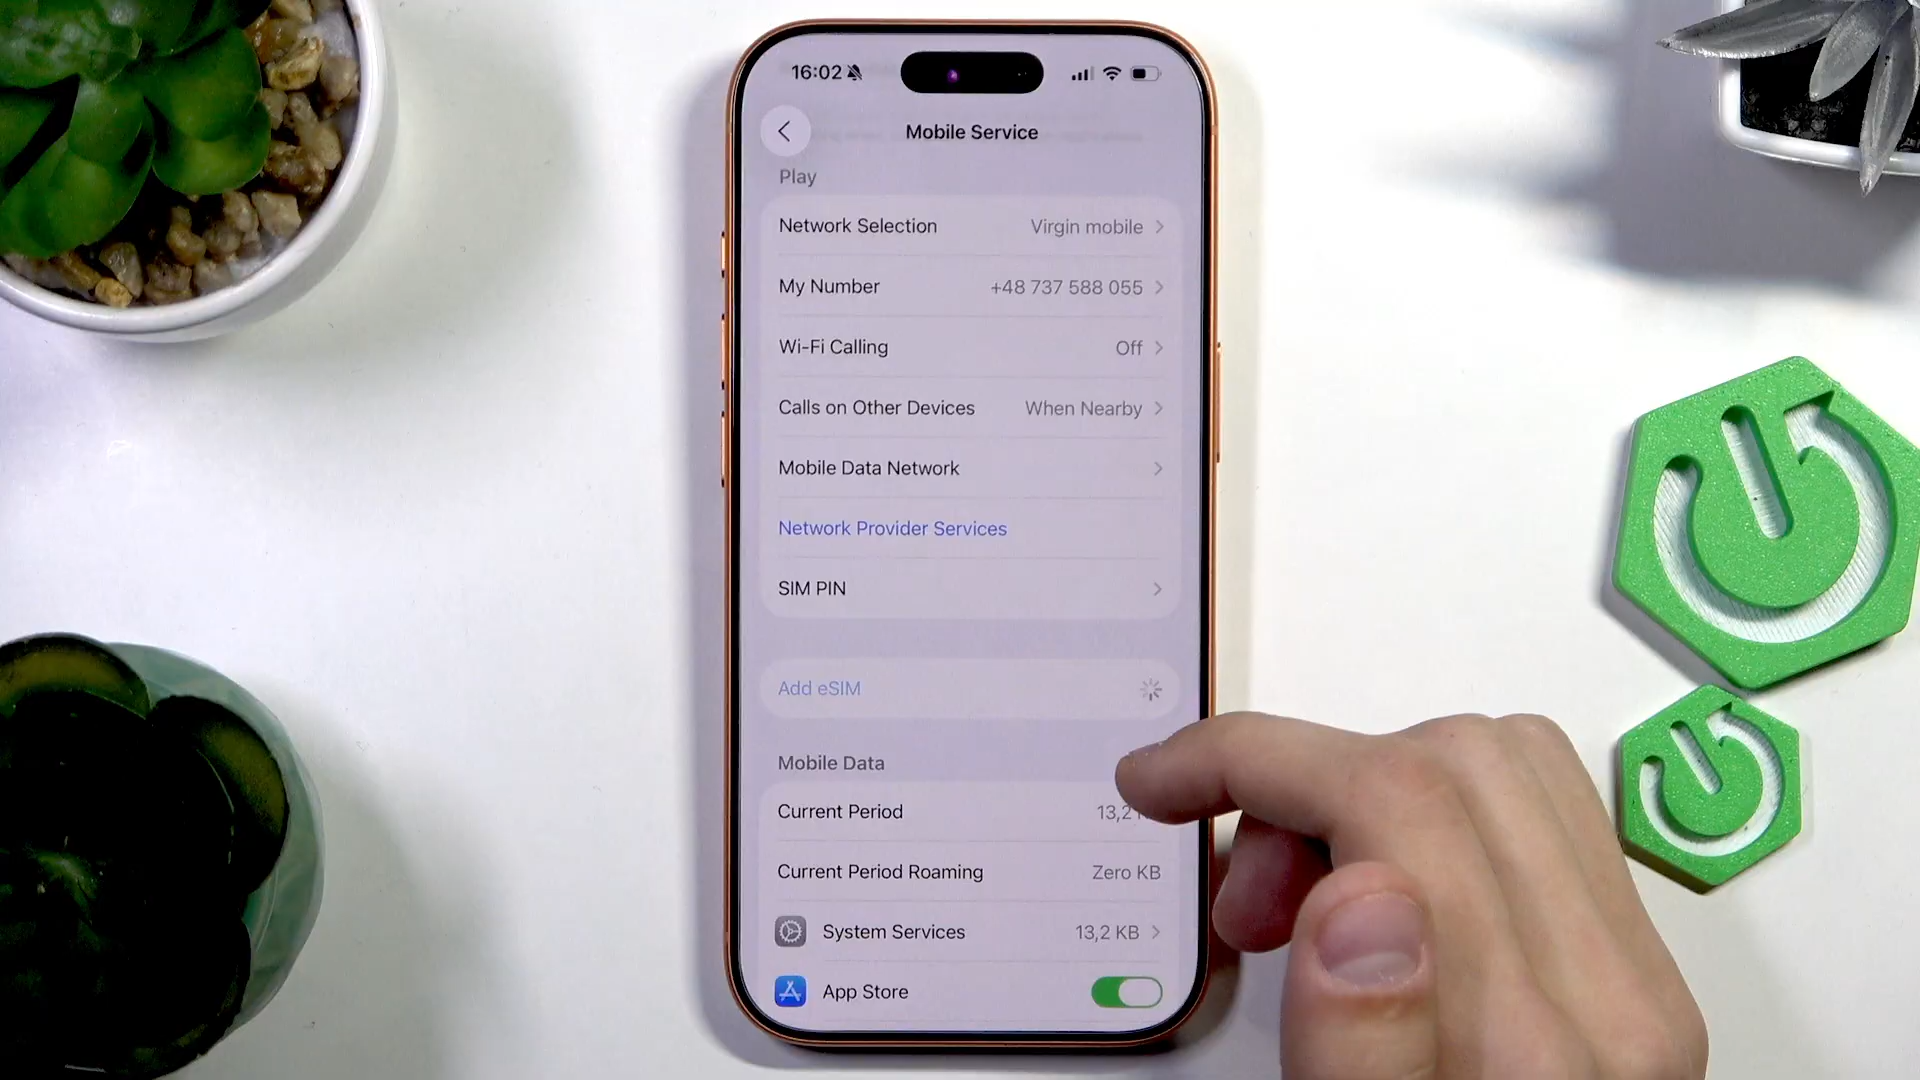 16:02
Mobile Service
Play
Network Selection Virgin mobile
My Number +48 737 588 055
Wi-Fi Calling Off
Calls on Other Devices When Nearby
Mobile Data Network
Network Provider Services
SIM PIN
Add eSIM
Mobile Data
Current Period 13,2
Current Period Roaming Zero KB
System Services 13,2 KB
App Store